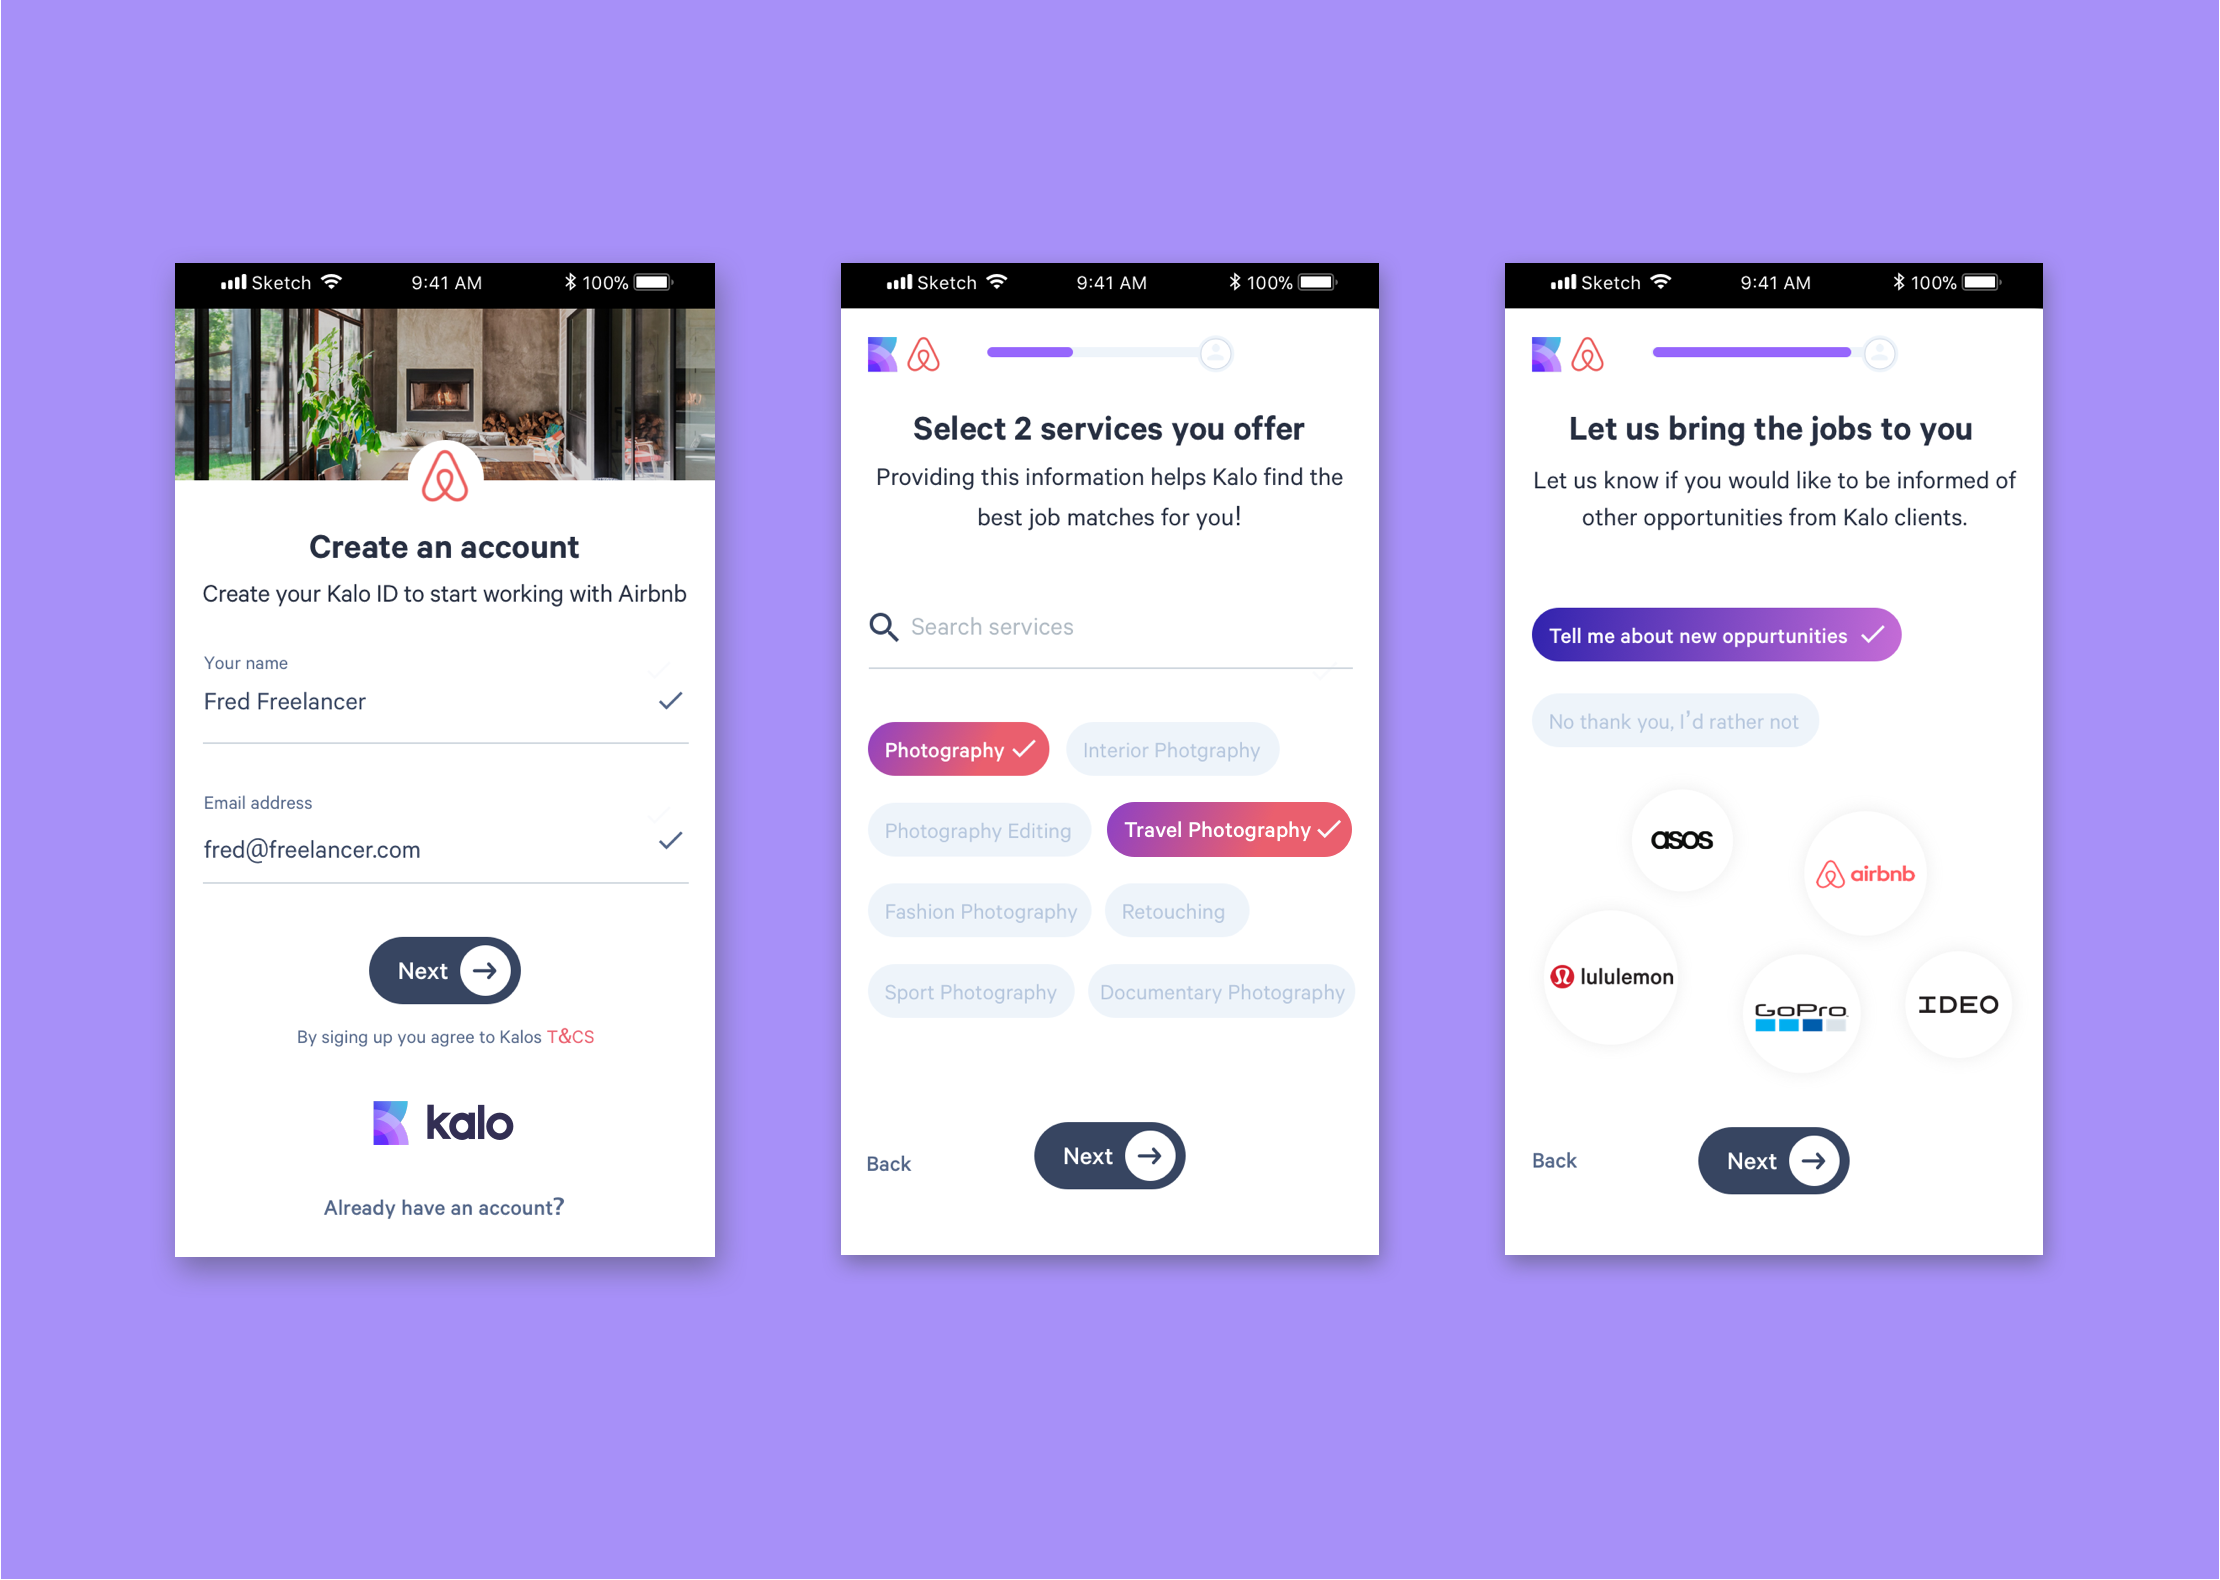 Sketch 9:41 AM 100%
Create an account
Create your Kalo ID to start working with Airbnb
Your name
Fred Freelancer
Email address
fred@freelancer.com
Next
By siging up you agree to Kalos T&CS
kalo
Already have an account?
Sketch 9:41 AM 100%
Select 2 services you offer
Providing this information helps Kalo find the
best job matches for you!
Search services
Photography
Interior Photgraphy
Photography Editing
Travel Photography
Fashion Photography
Retouching
Sport Photography
Documentary Photography
Back
Next
Sketch 9:41 AM 100%
Let us bring the jobs to you
Let us know if you would like to be informed of
other opportunities from Kalo clients.
Tell me about new oppurtunities
No thank you, I'd rather not
asos
airbnb
lululemon
GoPro
IDEO
Back
Next